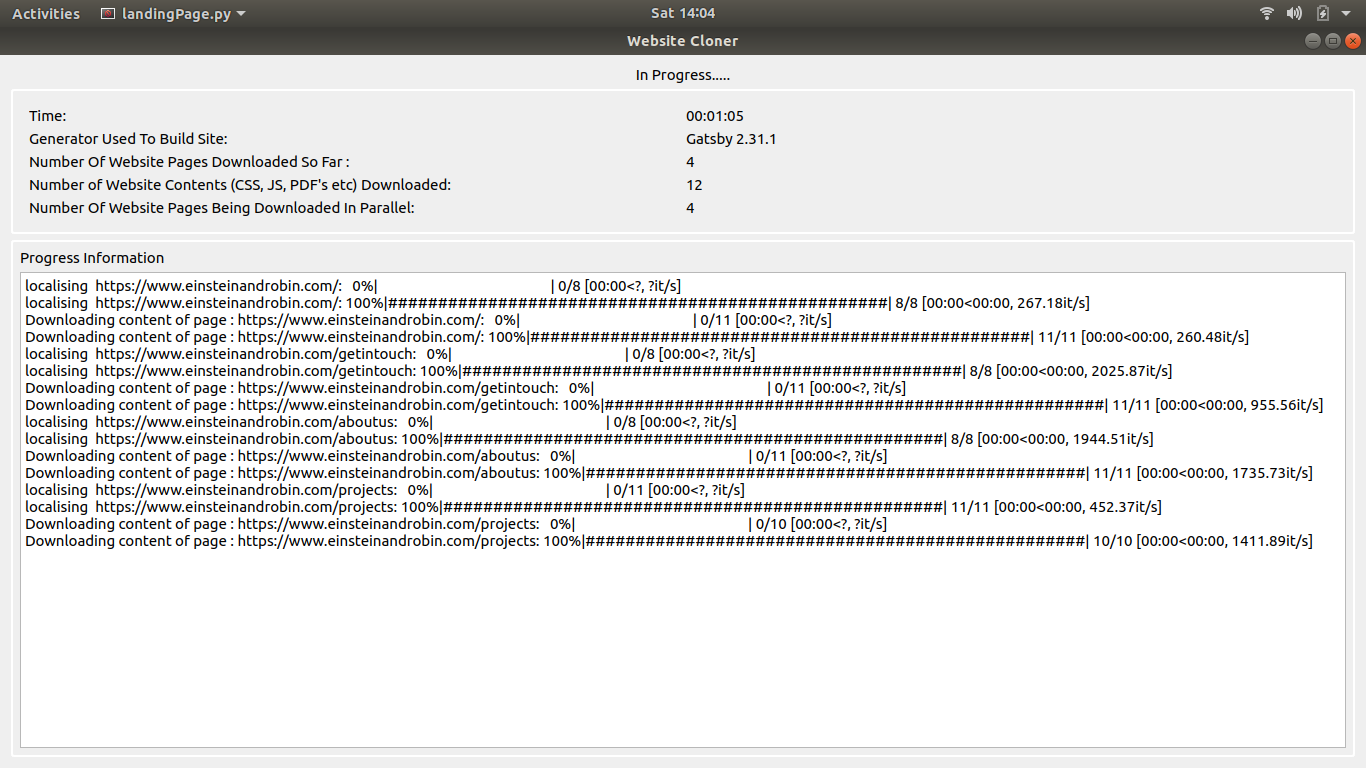 Activities landingPage.py Sat 14:04
Website Cloner
In Progress.....
Time: 00:01:05
Generator Used To Build Site: Gatsby 2.31.1
Number Of Website Pages Downloaded So Far : 4
Number of Website Contents (CSS, JS, PDF's etc) Downloaded: 12
Number Of Website Pages Being Downloaded In Parallel: 4
Progress Information
localising  https://www.einsteinandrobin.com/:   0%|          | 0/8 [00:00<?, ?it/s]
localising  https://www.einsteinandrobin.com/: 100%|##################################################| 8/8 [00:00<00:00, 267.18it/s]
Downloading content of page : https://www.einsteinandrobin.com/:   0%|          | 0/11 [00:00<?, ?it/s]
Downloading content of page : https://www.einsteinandrobin.com/: 100%|##################################################| 11/11 [00:00<00:00, 260.48it/s]
localising  https://www.einsteinandrobin.com/getintouch:   0%|          | 0/8 [00:00<?, ?it/s]
localising  https://www.einsteinandrobin.com/getintouch: 100%|##################################################| 8/8 [00:00<00:00, 2025.87it/s]
Downloading content of page : https://www.einsteinandrobin.com/getintouch:   0%|          | 0/11 [00:00<?, ?it/s]
Downloading content of page : https://www.einsteinandrobin.com/getintouch: 100%|##################################################| 11/11 [00:00<00:00, 955.56it/s]
localising  https://www.einsteinandrobin.com/aboutus:   0%|          | 0/8 [00:00<?, ?it/s]
localising  https://www.einsteinandrobin.com/aboutus: 100%|##################################################| 8/8 [00:00<00:00, 1944.51it/s]
Downloading content of page : https://www.einsteinandrobin.com/aboutus:   0%|          | 0/11 [00:00<?, ?it/s]
Downloading content of page : https://www.einsteinandrobin.com/aboutus: 100%|##################################################| 11/11 [00:00<00:00, 1735.73it/s]
localising  https://www.einsteinandrobin.com/projects:   0%|          | 0/11 [00:00<?, ?it/s]
localising  https://www.einsteinandrobin.com/projects: 100%|##################################################| 11/11 [00:00<00:00, 452.37it/s]
Downloading content of page : https://www.einsteinandrobin.com/projects:   0%|          | 0/10 [00:00<?, ?it/s]
Downloading content of page : https://www.einsteinandrobin.com/projects: 100%|##################################################| 10/10 [00:00<00:00, 1411.89it/s]